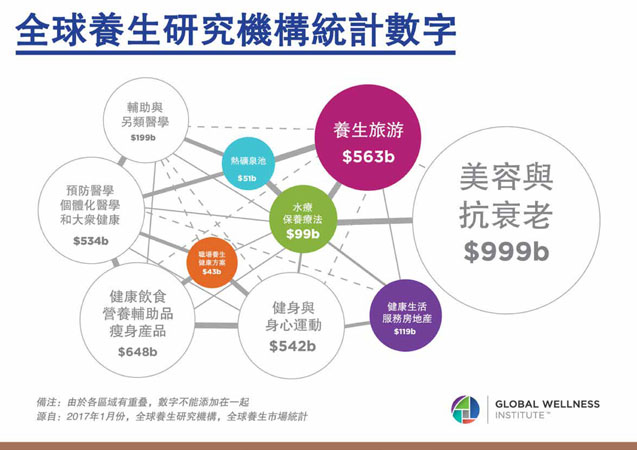 全球養生研究機構統計數字
輔助與
另類醫學
$199b
養生旅游
$563b
熱礦泉池
$51b
美容與
抗衰老
$999b
預防醫學
個體化醫學
和大衆健康
$534b
水療
保養療法
$99b
職場養生
健康方案
$43b
健康飲食
營養輔助品
瘦身産品
$648b
健身與
身心運動
$542b
健康生活
服務房地產
$119b
備注：由於各區域有重叠，數字不能添加在一起
源自：2017年1月份，全球養生研究機構，全球養生市場統計
GLOBAL WELLNESS
INSTITUTE™